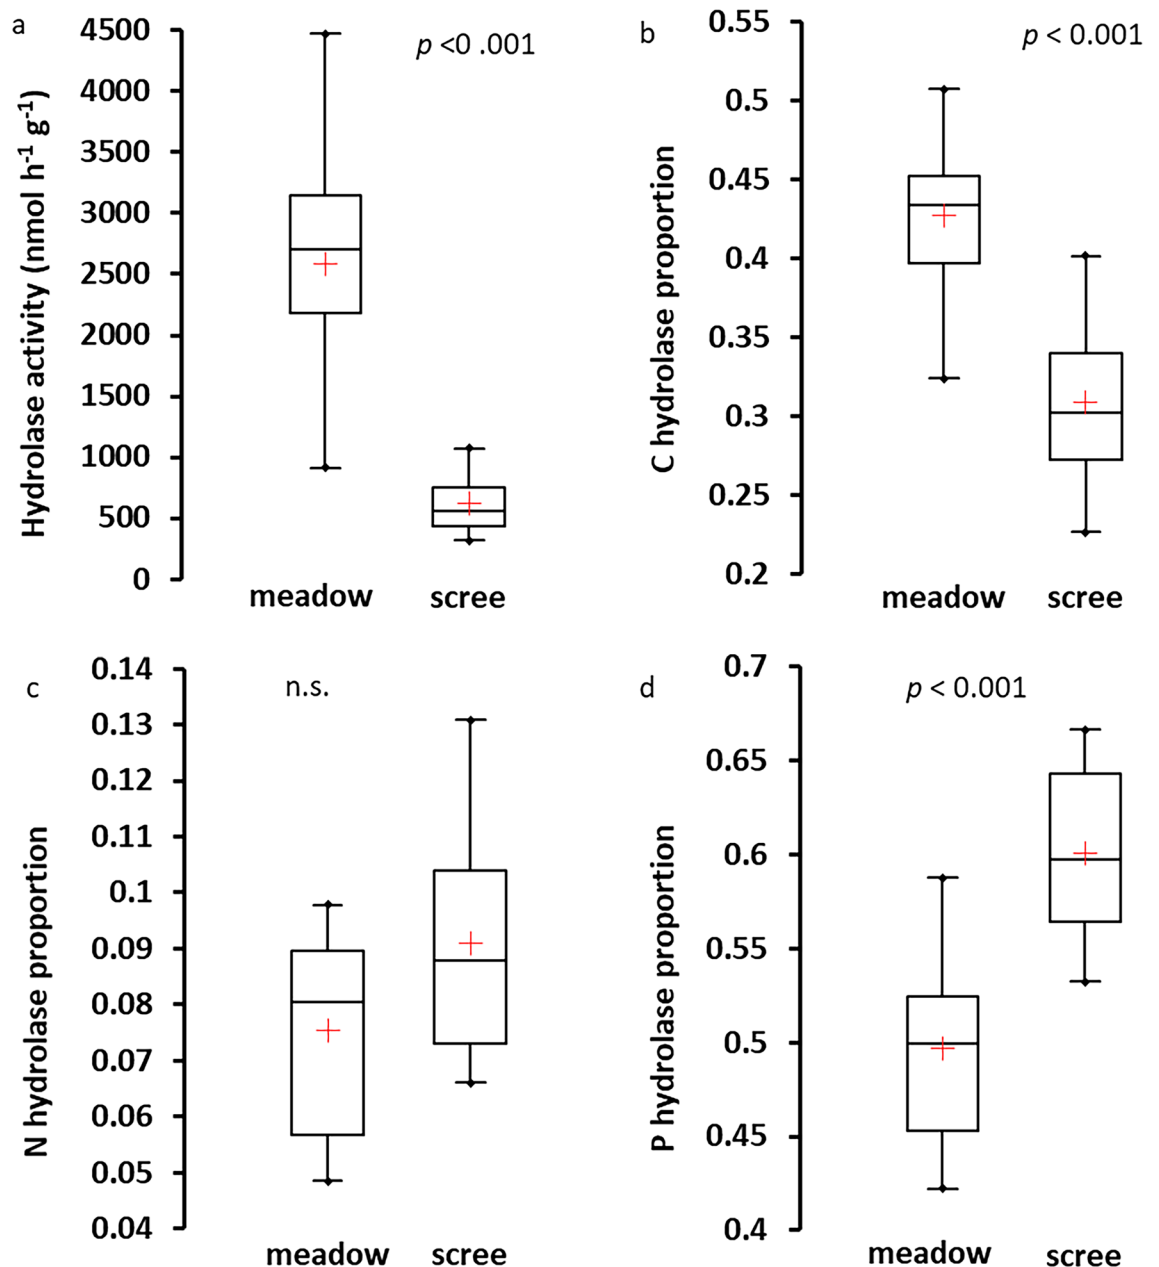 a
p <0 .001
Hydrolase activity (nmol h-1 g-1)
4500
4000
3500
3000
2500
2000
1500
1000
500
0
meadow scree
b
p < 0.001
C hydrolase proportion
0.55
0.5
0.45
0.4
0.35
0.3
0.25
0.2
meadow scree
c
n.s.
N hydrolase proportion
0.14
0.13
0.12
0.11
0.1
0.09
0.08
0.07
0.06
0.05
0.04
meadow scree
d
p < 0.001
P hydrolase proportion
0.7
0.65
0.6
0.55
0.5
0.45
0.4
meadow scree